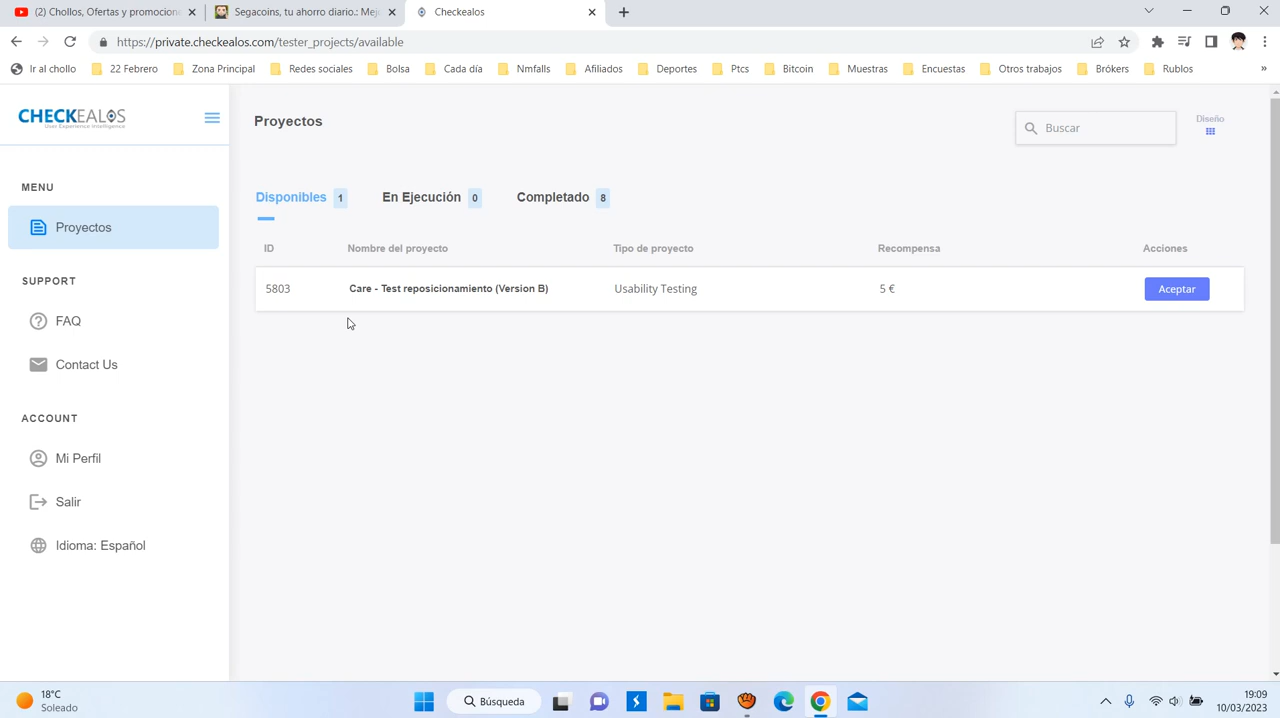 (2) Chollos, Ofertas y promocione
Segacoins, tu ahorro diario.: Mej
Checkealos
https://private.checkealos.com/tester_projects/available
Ir al chollo
22 Febrero
Zona Principal
Redes sociales
Bolsa
Cada día
Nmfalls
Afiliados
Deportes
Ptcs
Bitcoin
Muestras
Encuestas
Otros trabajos
Brókers
Rublos
»
CHECKEALOS
User Experience Intelligence
Proyectos
Buscar
Diseño
MENU
Proyectos
SUPPORT
FAQ
Contact Us
ACCOUNT
Mi Perfil
Salir
Idioma: Español
Disponibles 1
En Ejecución 0
Completado 8
ID Nombre del proyecto Tipo de proyecto Recompensa Acciones
5803 Care - Test reposicionamiento (Version B) Usability Testing 5 € Aceptar
18°C
Soleado
Búsqueda
19:09
10/03/2023